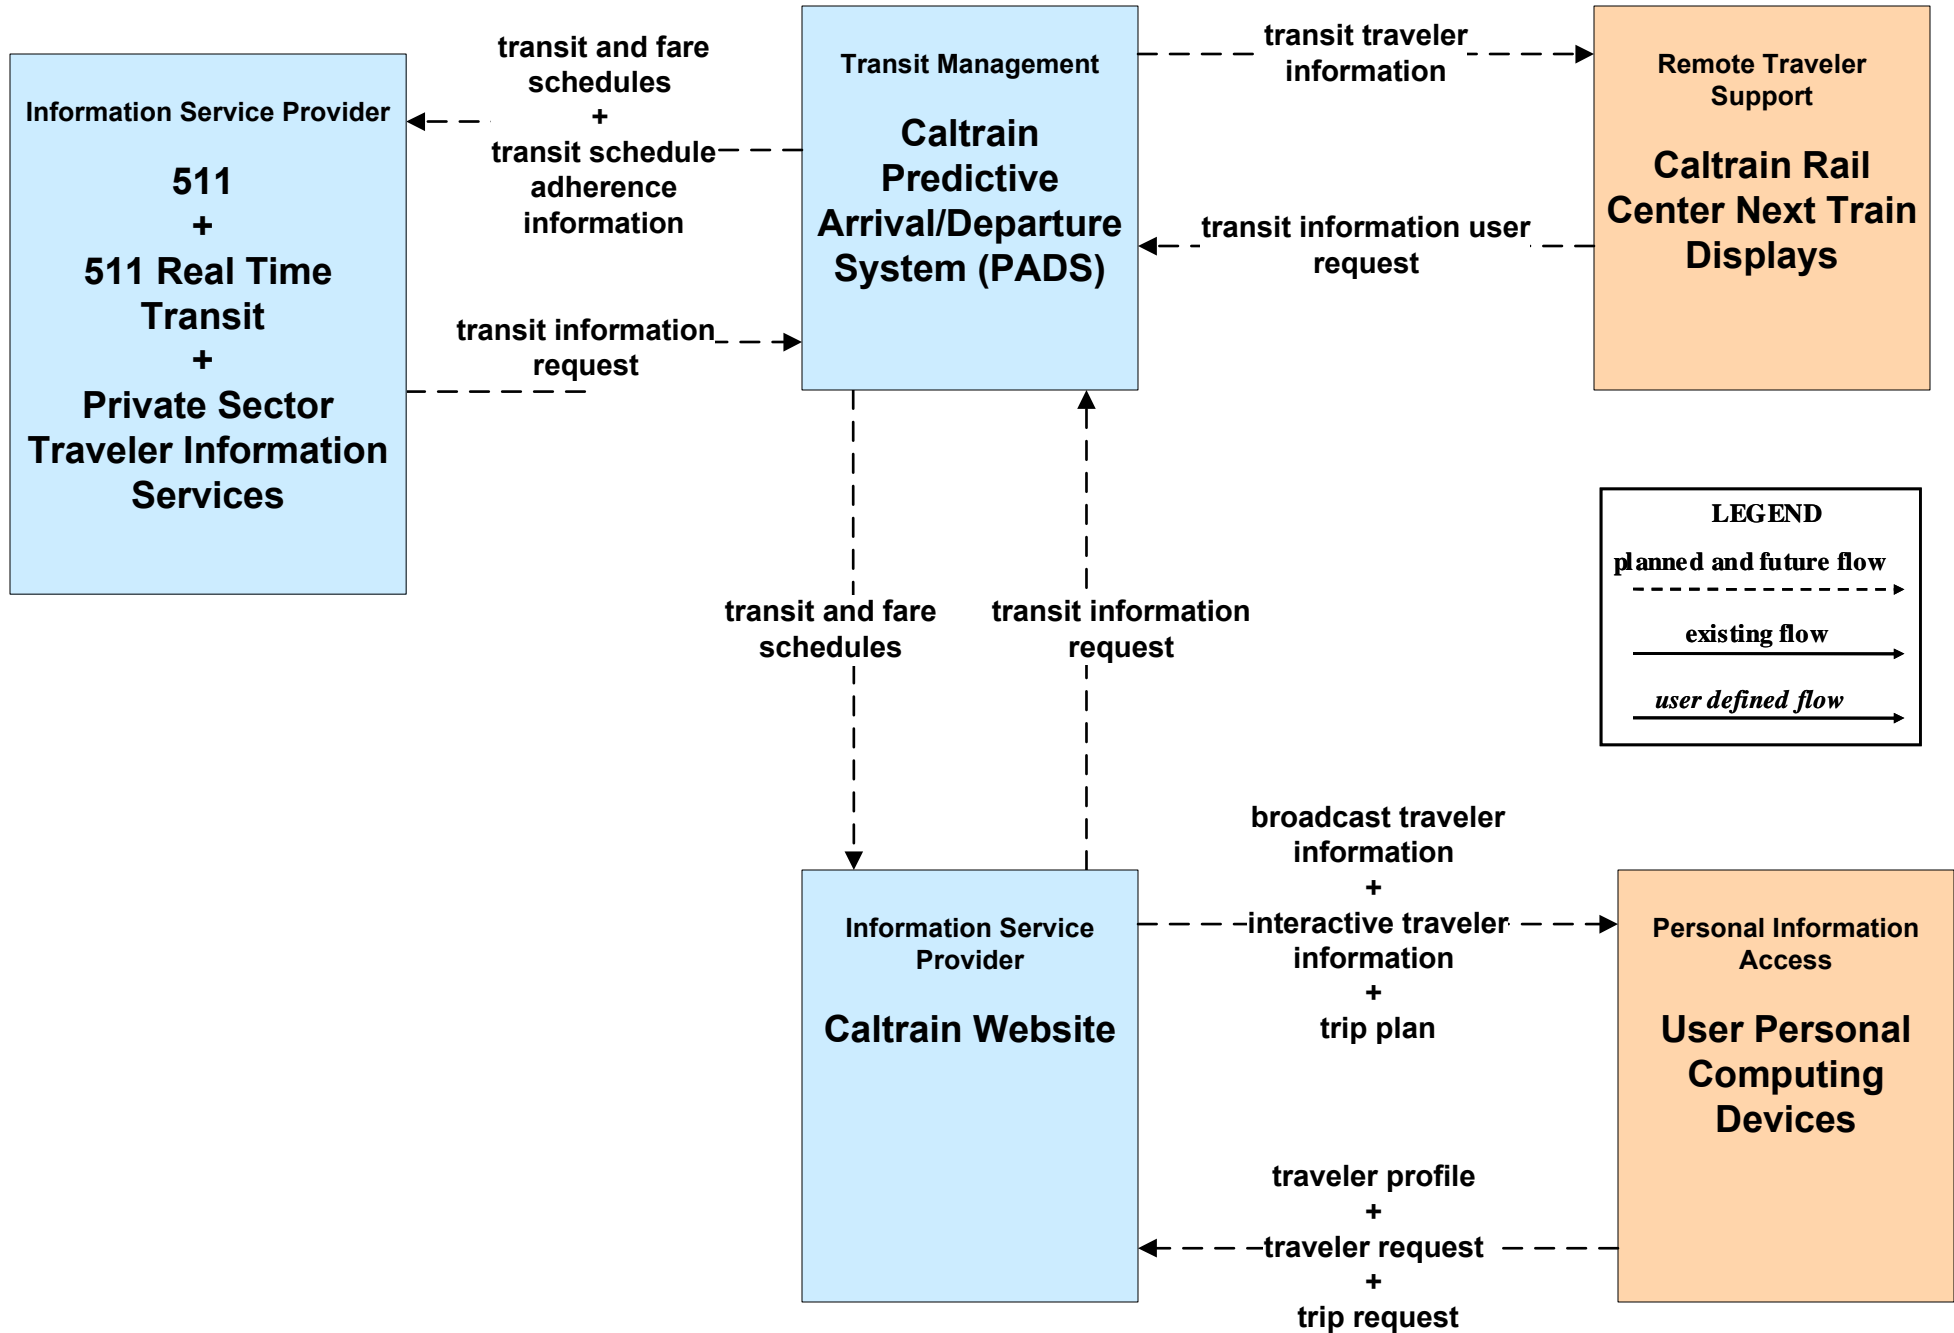 Information Service Provider
511
+
511 Real Time
Transit
+
Private Sector
Traveler Information
Services
transit and fare
schedules
+
transit schedule
adherence
information
transit information
request
Transit Management
Caltrain
Predictive
Arrival/Departure
System (PADS)
transit traveler
information
transit information user
request
Remote Traveler
Support
Caltrain Rail
Center Next Train
Displays
LEGEND
planned and future flow
existing flow
user defined flow
transit and fare
schedules
transit information
request
Information Service
Provider
Caltrain Website
broadcast traveler
information
+
interactive traveler
information
+
trip plan
traveler profile
+
traveler request
+
trip request
Personal Information
Access
User Personal
Computing
Devices